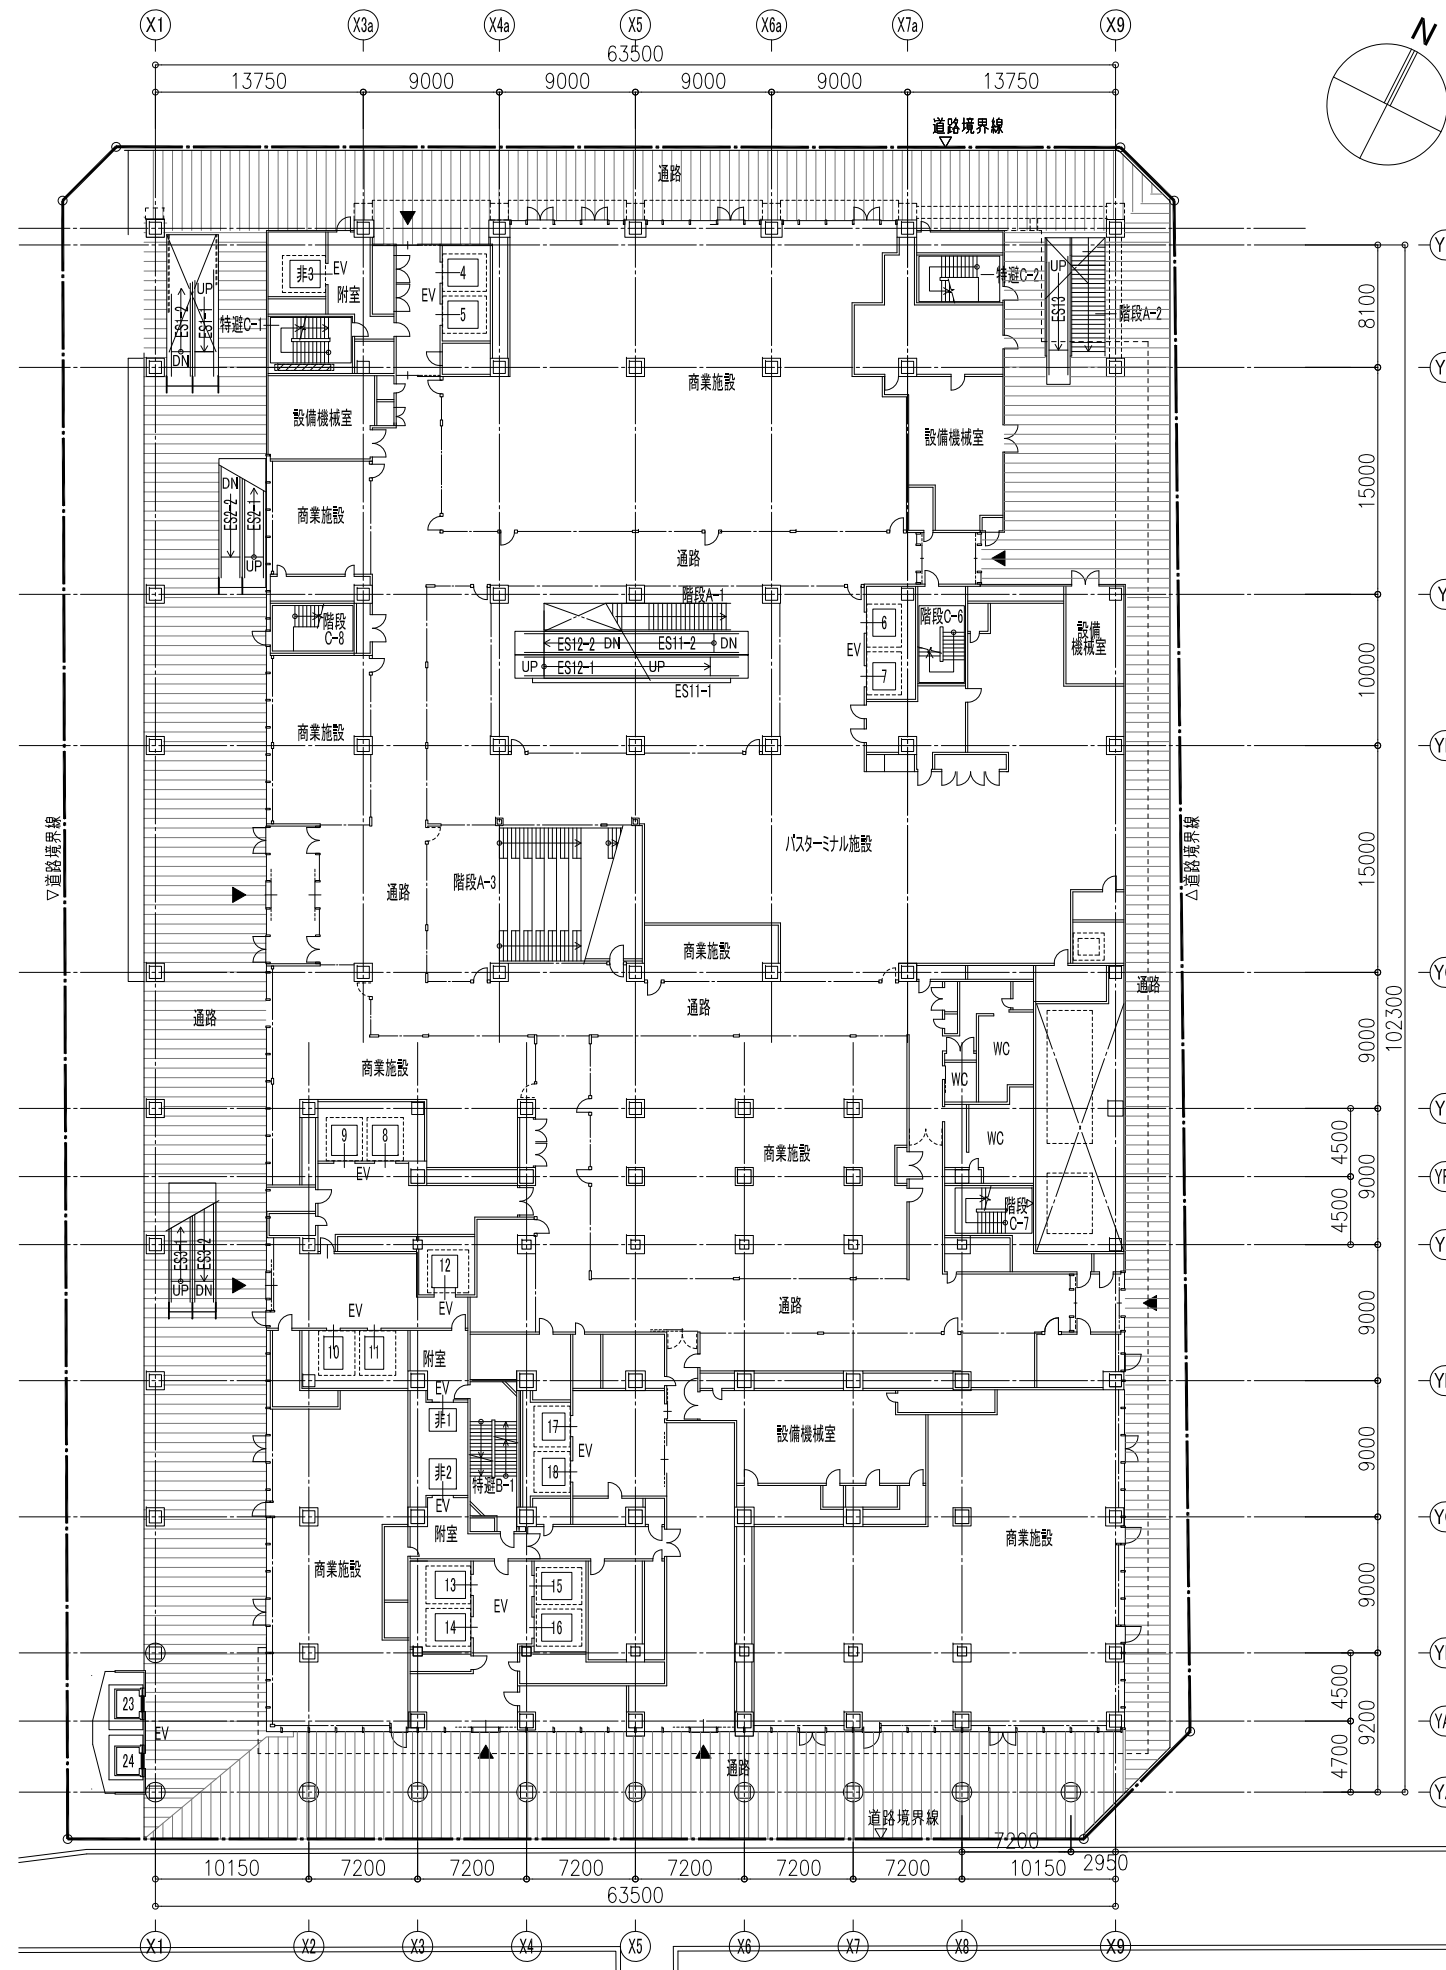 X1
X3a
X4a
X5
X6a
X7a
X9
N
63500
13750
9000
9000
9000
9000
13750
道路境界線
通路
非3
EV
附室
4
EV
5
特避C-2
UP
ES13
階段A-2
ES1-2
UP
ES1-1
DN
特避C-1
8100
商業施設
設備機械室
設備機械室
15000
DN
ES2-2
ES2-1
UP
商業施設
通路
階段A-1
階段
C-8
6
階段C-6
設備
機械室
ES12-2
DN
ES11-2
DN
UP
ES12-1
UP
EV
7
ES11-1
10000
商業施設
バスターミナル施設
道路境界線
道路境界線
15000
通路
階段A-3
商業施設
通路
通路
通路
9000
102300
WC
商業施設
WC
9
8
WC
商業施設
4500
9000
EV
4500
階段
C-7
ES3-1
ES3-2
UP
DN
12
EV
EV
通路
9000
10
11
附室
EV
非1
17
設備機械室
EV
9000
非2
18
特避B-1
EV
附室
商業施設
商業施設
13
15
EV
9000
14
16
23
EV
24
4500
9200
4700
通路
道路境界線
7200
10150
7200
7200
7200
7200
7200
7200
10150
2950
63500
X1
X2
X3
X4
X5
X6
X7
X8
X9